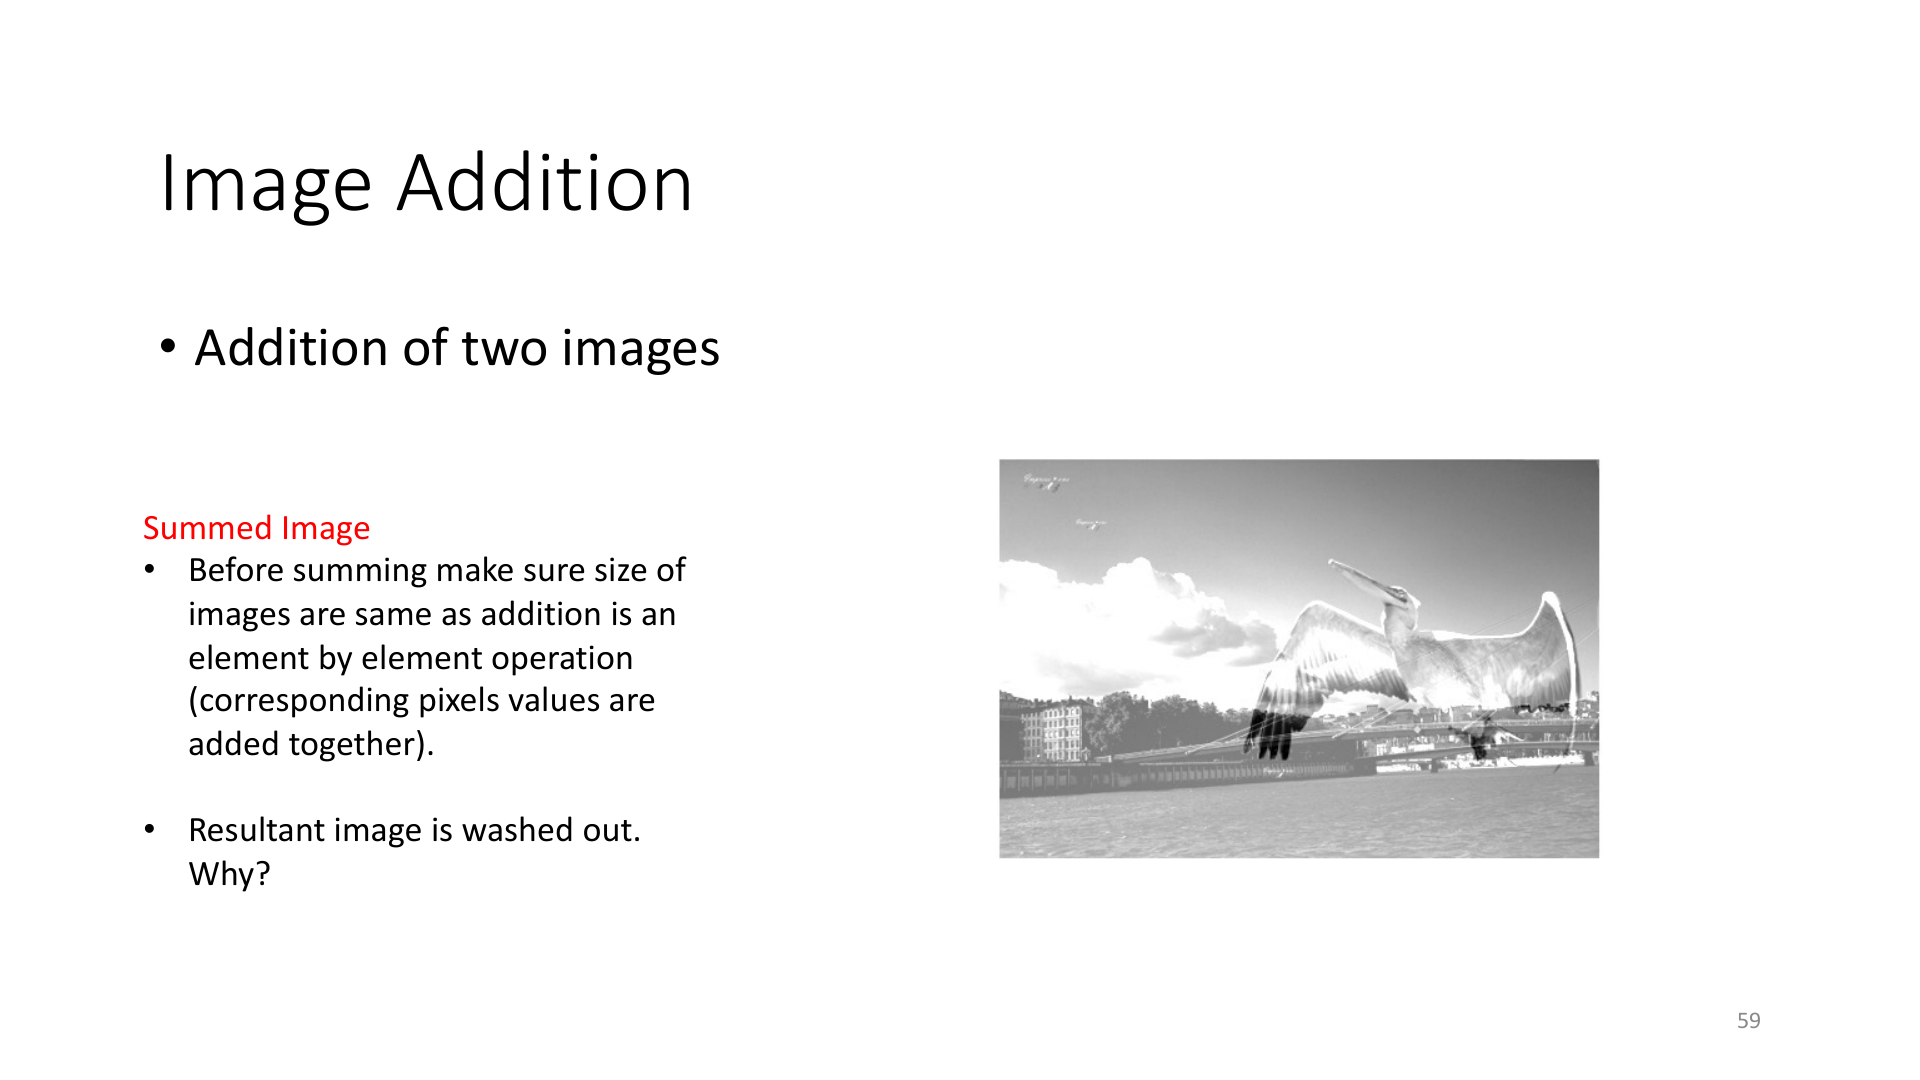 Image Addition
• Addition of two images
Summed Image
• Before summing make sure size of
images are same as addition is an
element by element operation
(corresponding pixels values are
added together).
• Resultant image is washed out.
Why?
59